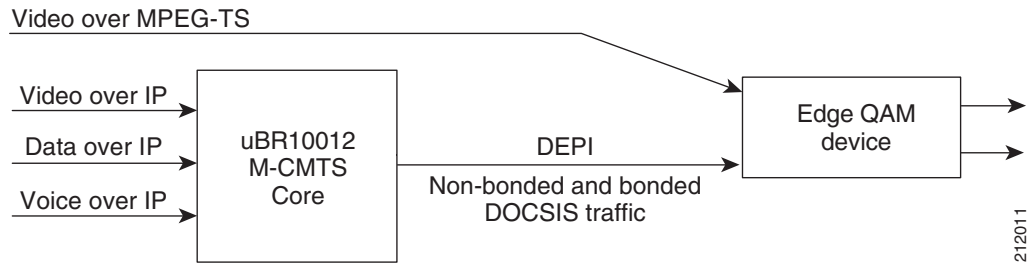 Video over MPEG-TS
Video over IP
Data over IP
Voice over IP
uBR10012
M-CMTS
Core
DEPI
Non-bonded and bonded
DOCSIS traffic
Edge QAM
device
212011